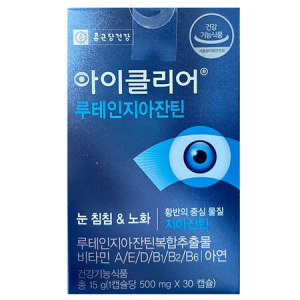 종근당건강
건강
기능식품
아이클리어®
루테인지아잔틴
눈 침침 & 노화
황반의 중심 물질
지아잔틴
루테인지아잔틴복합추출물
비타민 A/E/D/B1/B2/B6 아연
건강기능식품
총 15 g(1캡슐당 500 mg X 30 캡슐)